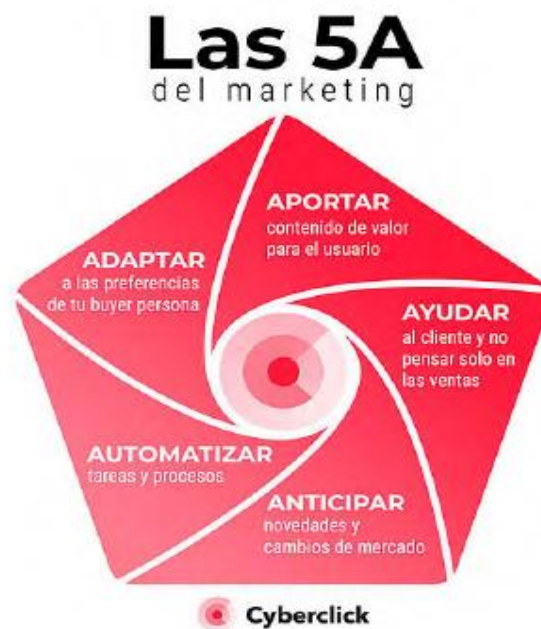 Las 5A
del marketing
APORTAR
contenido de valor
para el usuario
ADAPTAR
a las preferencias
de tu buyer persona
AYUDAR
al cliente y no
pensar solo en
las ventas
AUTOMATIZAR
tareas y procesos
ANTICIPAR
novedades y
cambios de mercado
Cyberclick